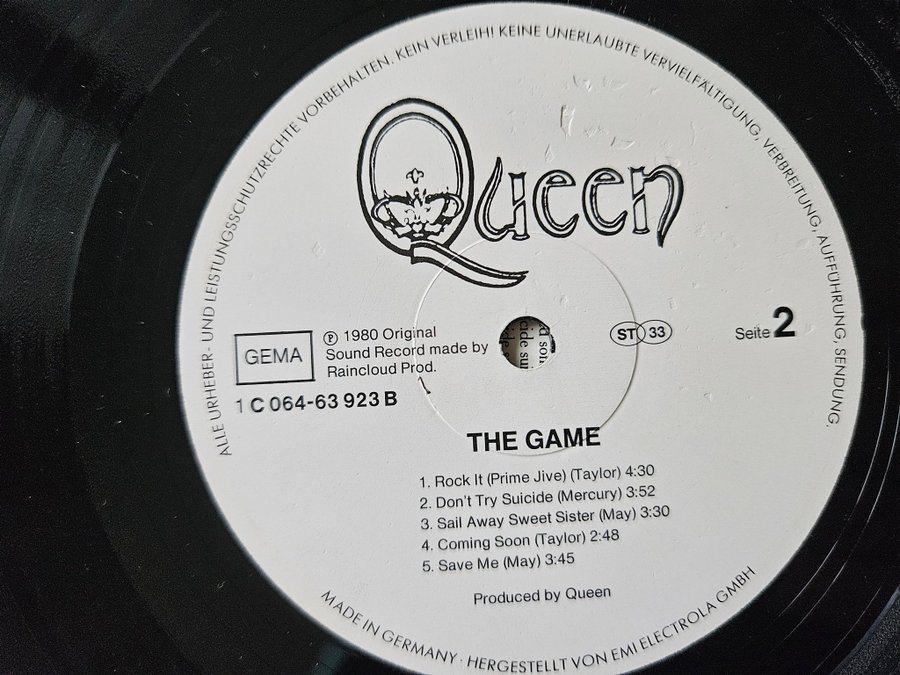 ALLE URHEBER- UND LEISTUNGSSCHUTZRECHTE VORBEHALTEN. KEIN VERLEIH! KEINE UNERLAUBTE VERVIELFÄLTIGUNG, VERBREITUNG, AUFFÜHRUNG, SENDUNG.
Queen
GEMA
℗ 1980 Original
Sound Record made by
Raincloud Prod.
1 C 064-63 923 B
ST 33
Seite 2
THE GAME
1. Rock It (Prime Jive) (Taylor) 4:30
2. Don't Try Suicide (Mercury) 3:52
3. Sail Away Sweet Sister (May) 3:30
4. Coming Soon (Taylor) 2:48
5. Save Me (May) 3:45
Produced by Queen
MADE IN GERMANY · HERGESTELLT VON EMI ELECTROLA GMBH